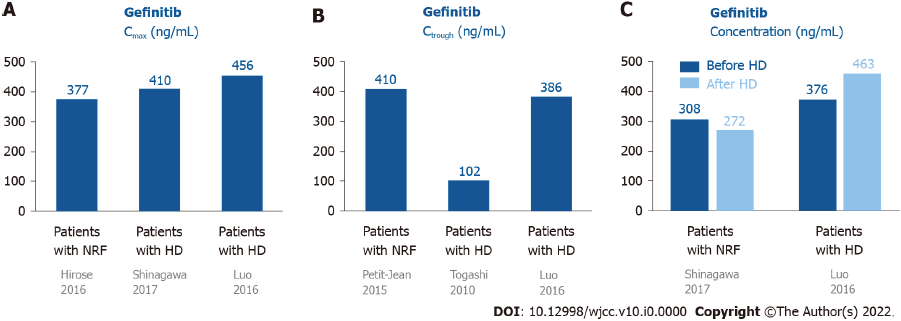 A
Gefinitib
Cmax (ng/mL)
500
400
300
200
100
0
377
410
456
Patients with NRF
Patients with HD
Patients with HD
Hirose 2016
Shinagawa 2017
Luo 2016
B
Gefinitib
Ctrough (ng/mL)
500
400
300
200
100
0
410
102
386
Patients with NRF
Patients with HD
Patients with HD
Petit-Jean 2015
Togashi 2010
Luo 2016
C
Gefinitib
Concentration (ng/mL)
Before HD
After HD
500
400
300
200
100
0
308
272
376
463
Patients with NRF
Patients with HD
Shinagawa 2017
Luo 2016
DOI: 10.12998/wjcc.v10.i0.0000 Copyright ©The Author(s) 2022.